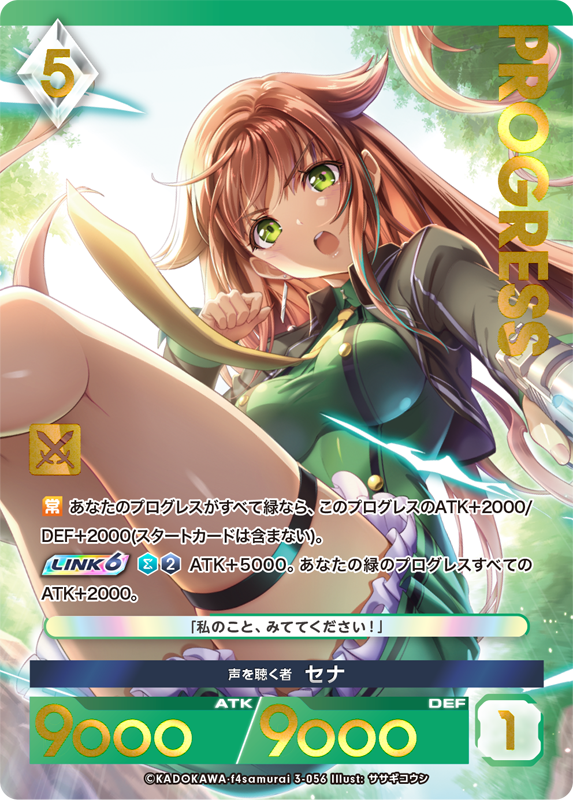 5
PROGRESS
常 あなたのプログレスがすべて緑なら、このプログレスのATK+2000/
DEF+2000(スタートカードは含まない)。
LINK6 Σ 2 ATK+5000。あなたの緑のプログレスすべての
ATK+2000。
「私のこと、みててください!」
声を聴く者 セナ
ATK DEF
9000 / 9000 1
©KADOKAWA-f4samurai 3-056 Illust: ササギコウシ